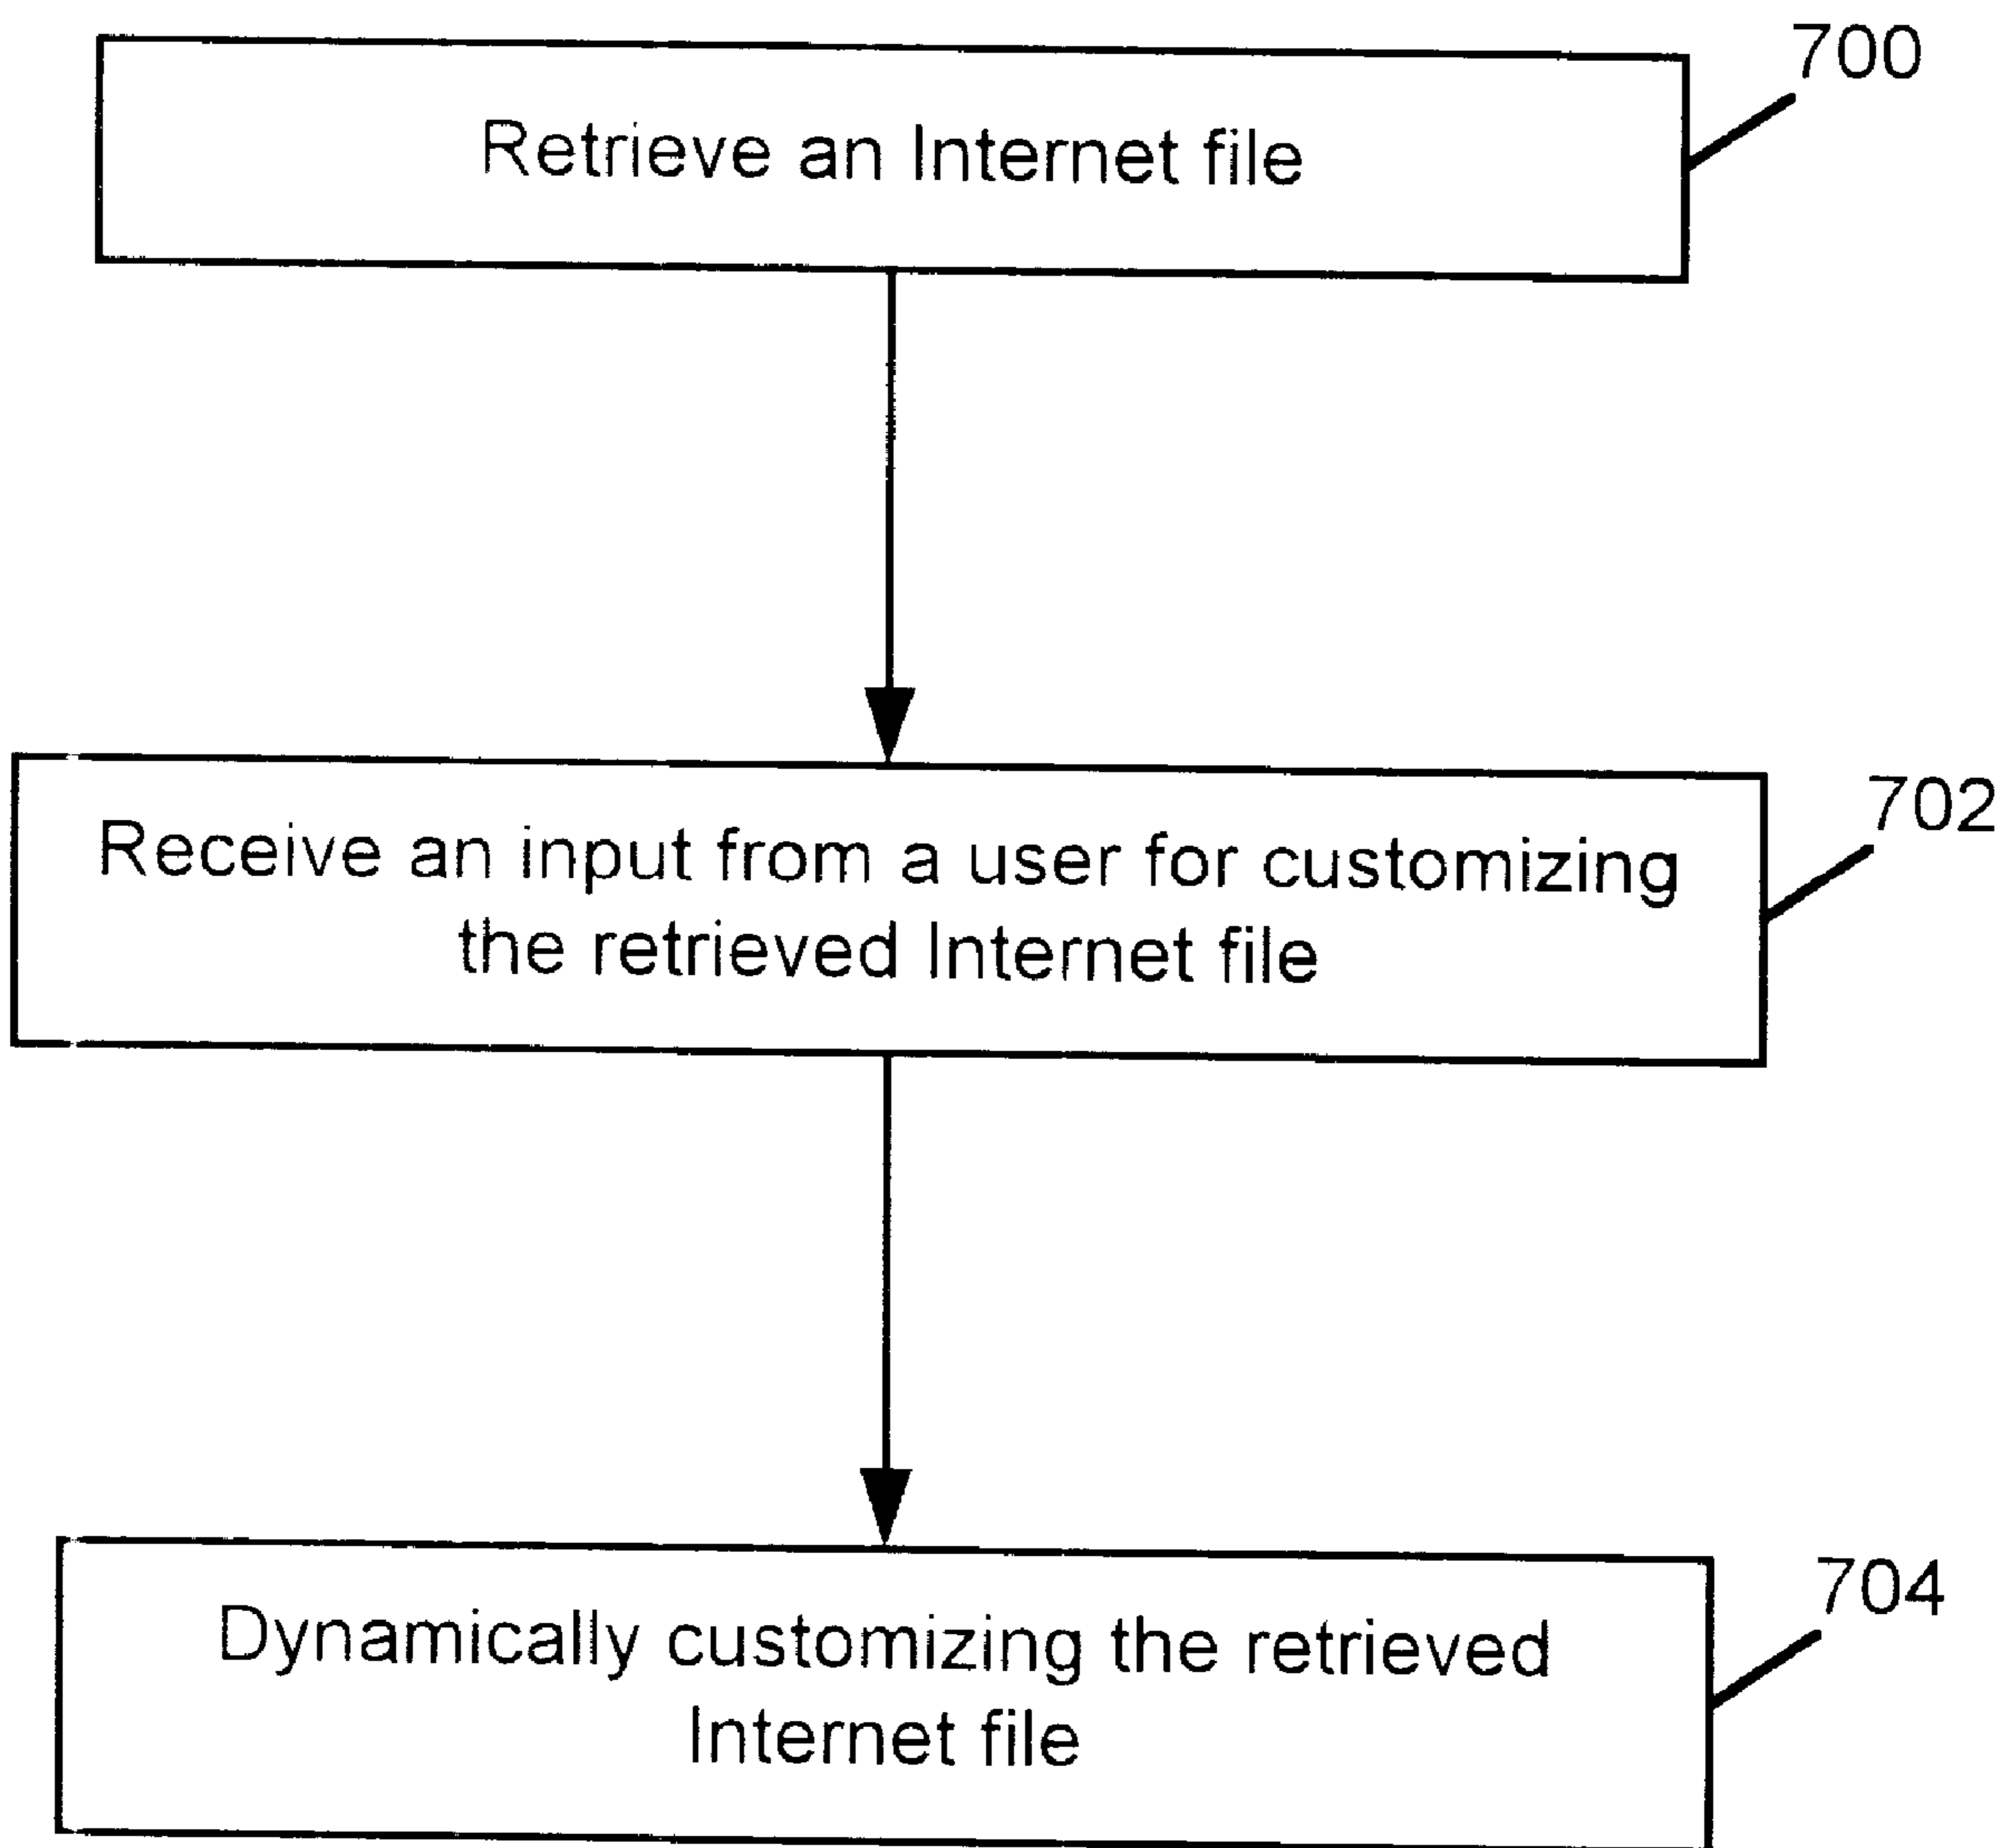 700
Retrieve an Internet file
702
Receive an input from a user for customizing
the retrieved Internet file
704
Dynamically customizing the retrieved
Internet file